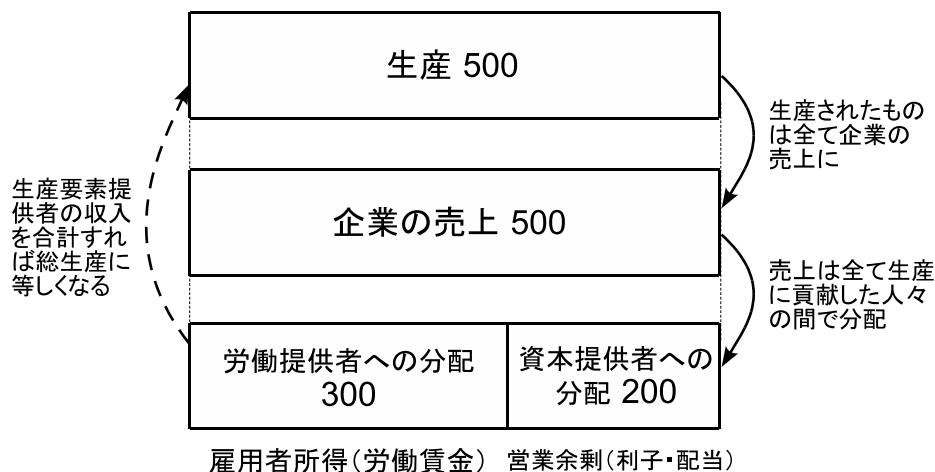 生産 500
生産されたもの
は全て企業の
売上に
生産要素提
供者の収入
を合計すれ
ば総生産に
等しくなる
企業の売上 500
売上は全て生産
に貢献した人々
の間で分配
労働提供者への分配
300
資本提供者への
分配 200
雇用者所得(労働賃金)
営業余剰(利子・配当)